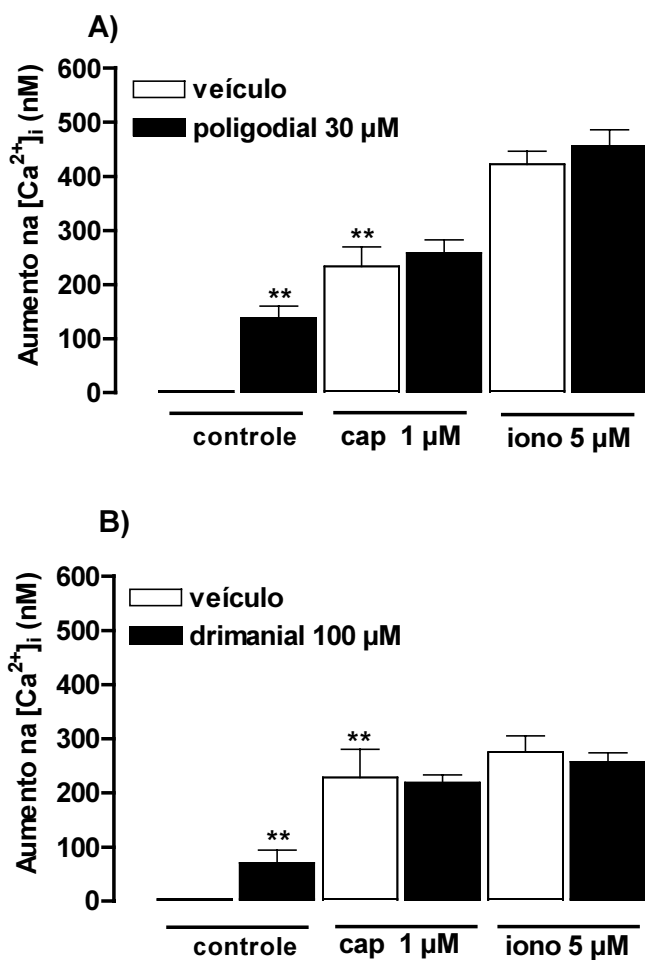 A)
600
500
400
300
200
100
0
Aumento na [Ca²⁺]ᵢ (nM)
veículo
poligodial 30 µM
**
**
controle
cap 1 µM
iono 5 µM
B)
600
500
400
300
200
100
0
Aumento na [Ca²⁺]ᵢ (nM)
veículo
drimanial 100 µM
**
**
controle
cap 1 µM
iono 5 µM